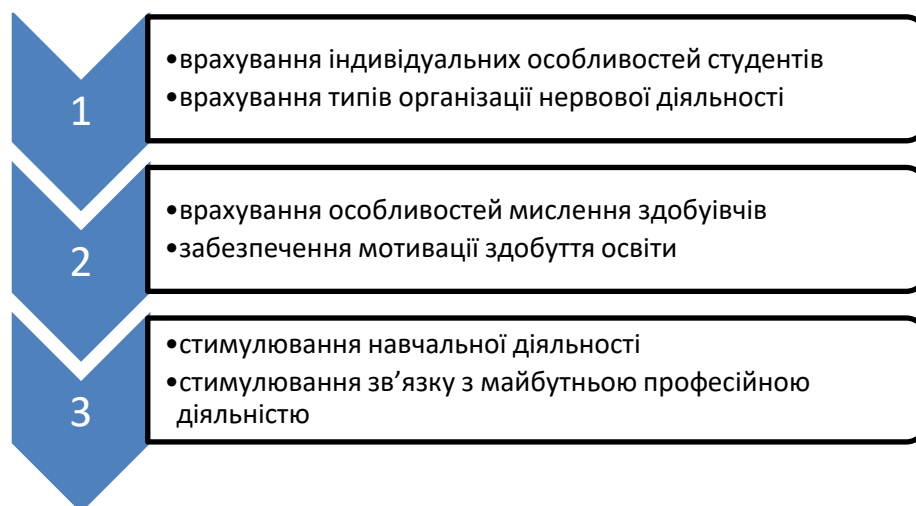 1
•врахування індивідуальних особливостей студентів
•врахування типів організації нервової діяльності
2
•врахування особливостей мислення здобуівчів
•забезпечення мотивації здобуття освіти
3
•стимулювання навчальної діяльності
•стимулювання зв’язку з майбутньою професійною
діяльністю